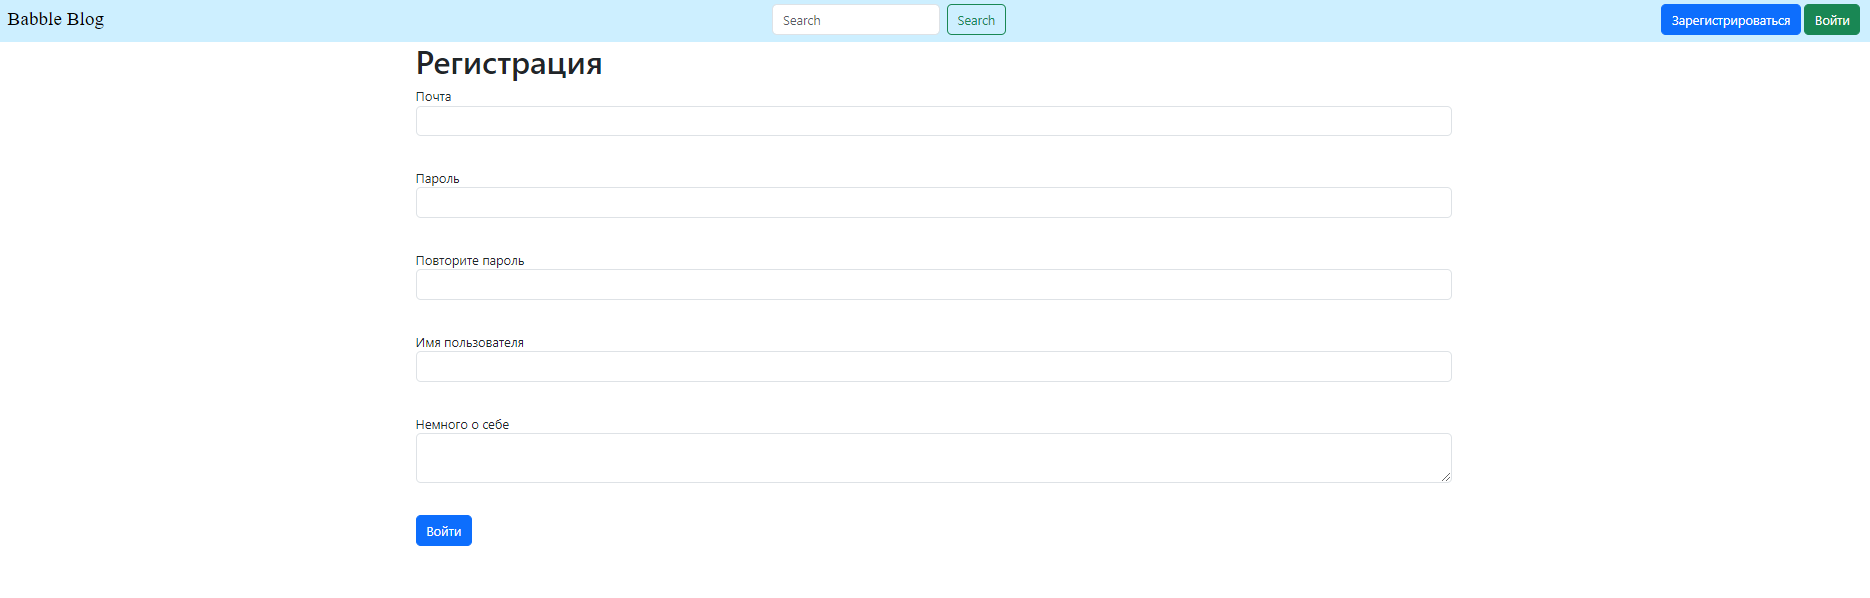 Babble Blog
Search
Search
Зарегистрироваться
Войти
Регистрация
Почта
Пароль
Повторите пароль
Имя пользователя
Немного о себе
Войти